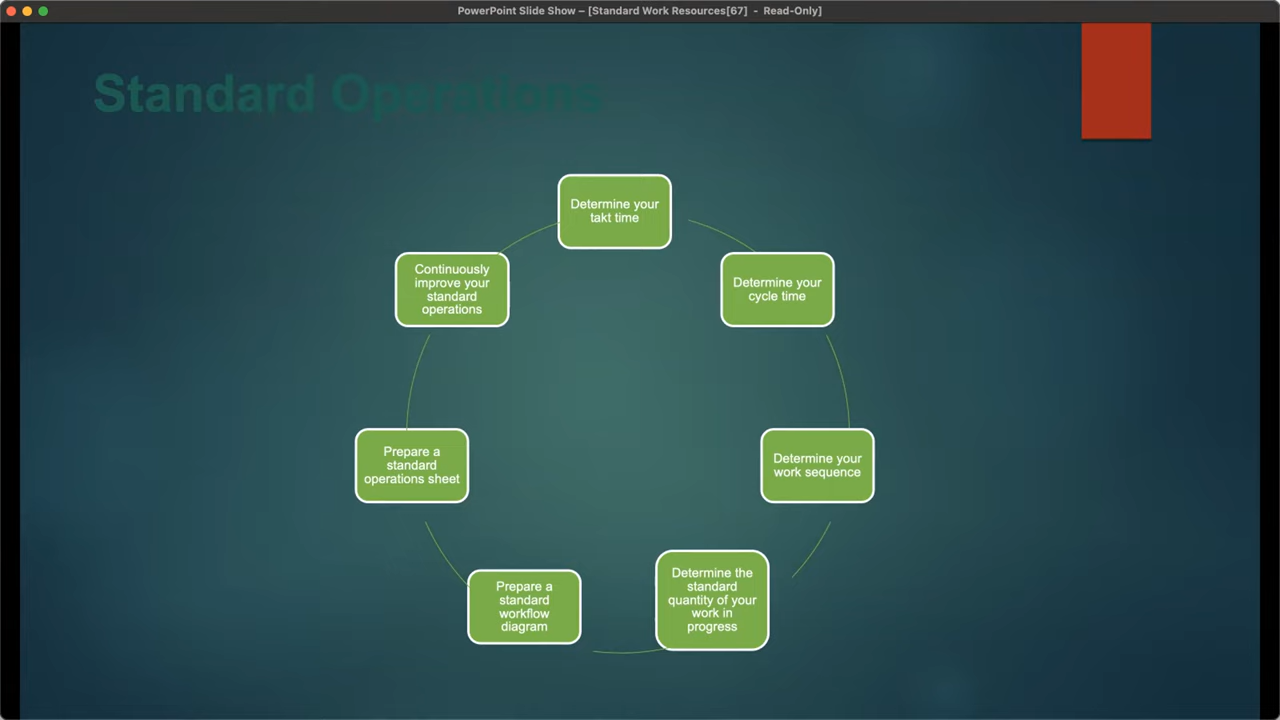 PowerPoint Slide Show – [Standard Work Resources[67]  -  Read-Only]
Standard Operations
Determine your
takt time
Determine your
cycle time
Determine your
work sequence
Determine the
standard
quantity of your
work in
progress
Prepare a
standard
workflow
diagram
Prepare a
standard
operations sheet
Continuously
improve your
standard
operations